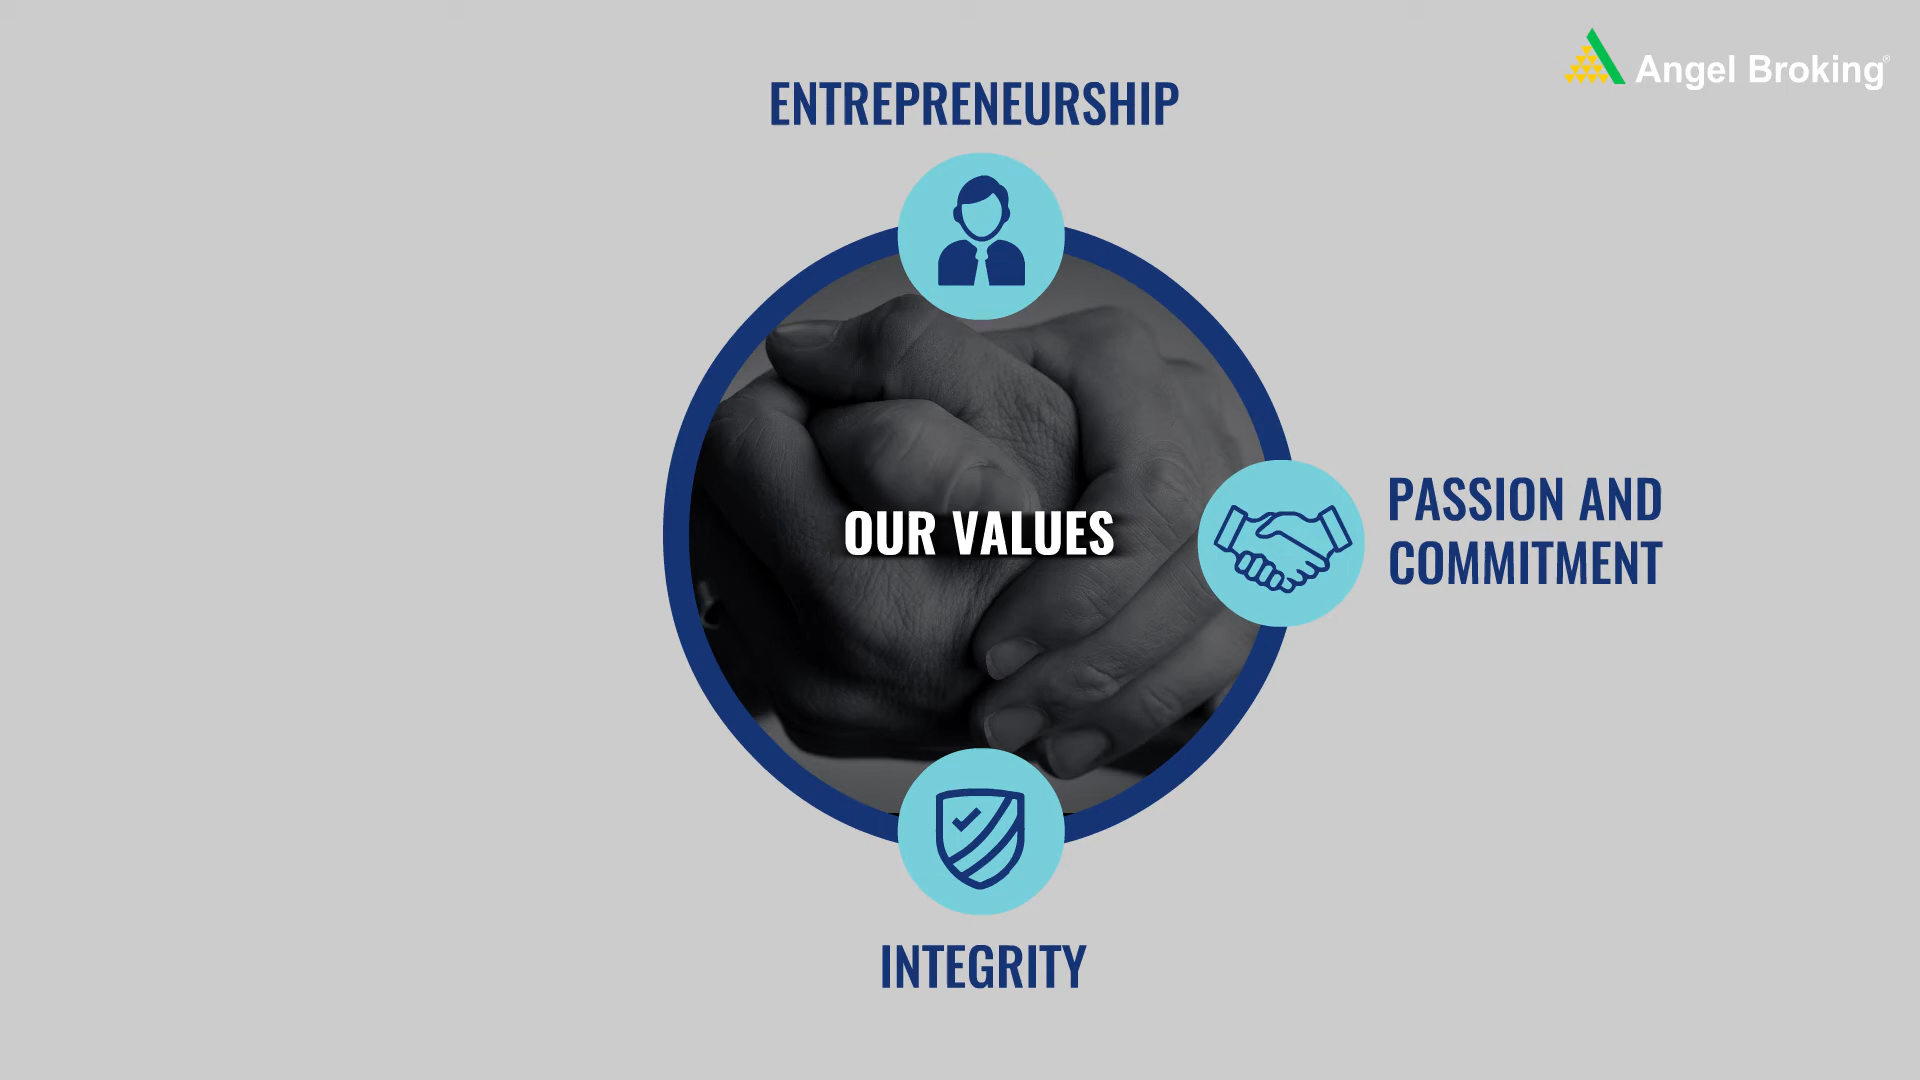 Angel Broking®
ENTREPRENEURSHIP
OUR VALUES
PASSION AND
COMMITMENT
INTEGRITY